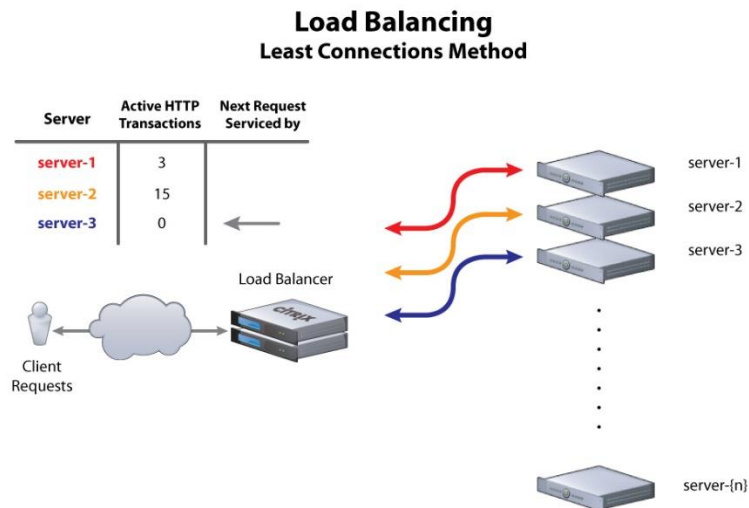 Load Balancing
Least Connections Method
Server
Active HTTP
Transactions
Next Request
Serviced by
server-1
3
server-2
15
server-3
0
Load Balancer
CITRIX
Client
Requests
server-1
server-2
server-3
server-{n}